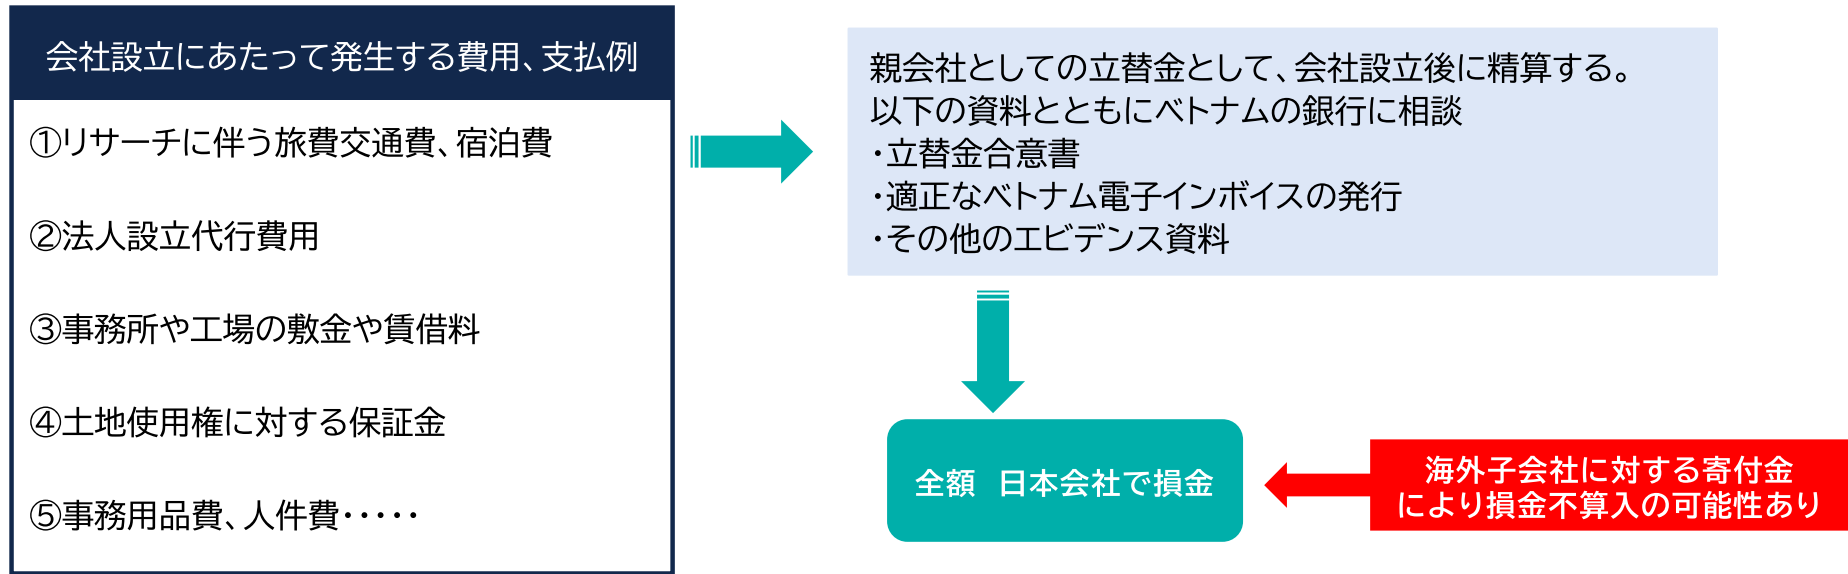 会社設立にあたって発生する費用、支払例
①リサーチに伴う旅費交通費、宿泊費
②法人設立代行費用
③事務所や工場の敷金や賃借料
④土地使用権に対する保証金
⑤事務用品費、人件費・・・・・
親会社としての立替金として、会社設立後に精算する。
以下の資料とともにベトナムの銀行に相談
・立替金合意書
・適正なベトナム電子インボイスの発行
・その他のエビデンス資料
全額　日本会社で損金
海外子会社に対する寄付金
により損金不算入の可能性あり